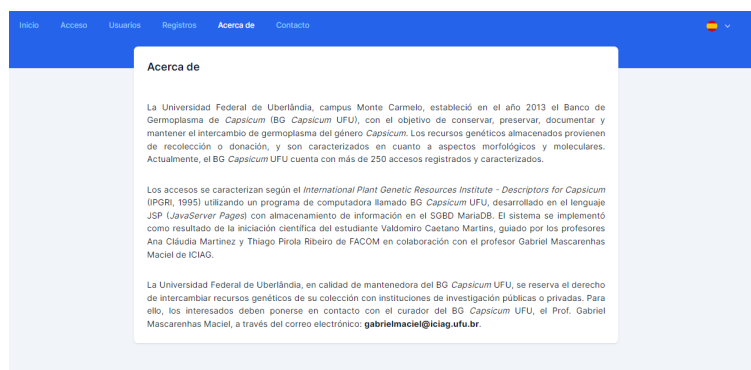 Inicio Acceso Usuarios Registros Acerca de Contacto
Acerca de
La Universidad Federal de Uberlândia, campus Monte Carmelo, estableció en el año 2013 el Banco de
Germoplasma de Capsicum (BG Capsicum UFU), con el objetivo de conservar, preservar, documentar y
mantener el intercambio de germoplasma del género Capsicum. Los recursos genéticos almacenados provienen
de recolección o donación, y son caracterizados en cuanto a aspectos morfológicos y moleculares.
Actualmente, el BG Capsicum UFU cuenta con más de 250 accesos registrados y caracterizados.
Los accesos se caracterizan según el International Plant Genetic Resources Institute - Descriptors for Capsicum
(IPGRI, 1995) utilizando un programa de computadora llamado BG Capsicum UFU, desarrollado en el lenguaje
JSP (JavaServer Pages) con almacenamiento de información en el SGBD MariaDB. El sistema se implementó
como resultado de la iniciación científica del estudiante Valdomiro Caetano Martins, guiado por los profesores
Ana Cláudia Martinez y Thiago Pirola Ribeiro de FACOM en colaboración con el profesor Gabriel Mascarenhas
Maciel de ICIAG.
La Universidad Federal de Uberlândia, en calidad de mantenedora del BG Capsicum UFU, se reserva el derecho
de intercambiar recursos genéticos de su colección con instituciones de investigación públicas o privadas. Para
ello, los interesados deben ponerse en contacto con el curador del BG Capsicum UFU, el Prof. Gabriel
Mascarenhas Maciel, a través del correo electrónico: gabrielmaciel@iciag.ufu.br.